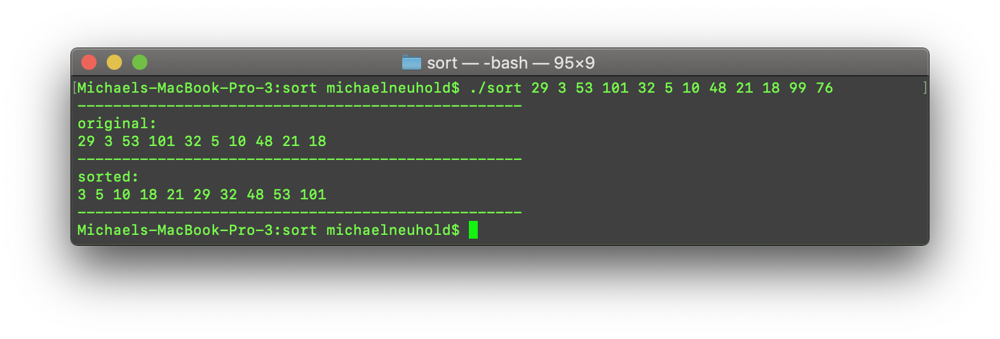 sort — -bash — 95×9
[Michaels-MacBook-Pro-3:sort michaelneuhold$ ./sort 29 3 53 101 32 5 10 48 21 18 99 76 ]
--------------------------------------------------
original:
29 3 53 101 32 5 10 48 21 18
--------------------------------------------------
sorted:
3 5 10 18 21 29 32 48 53 101
--------------------------------------------------
Michaels-MacBook-Pro-3:sort michaelneuhold$